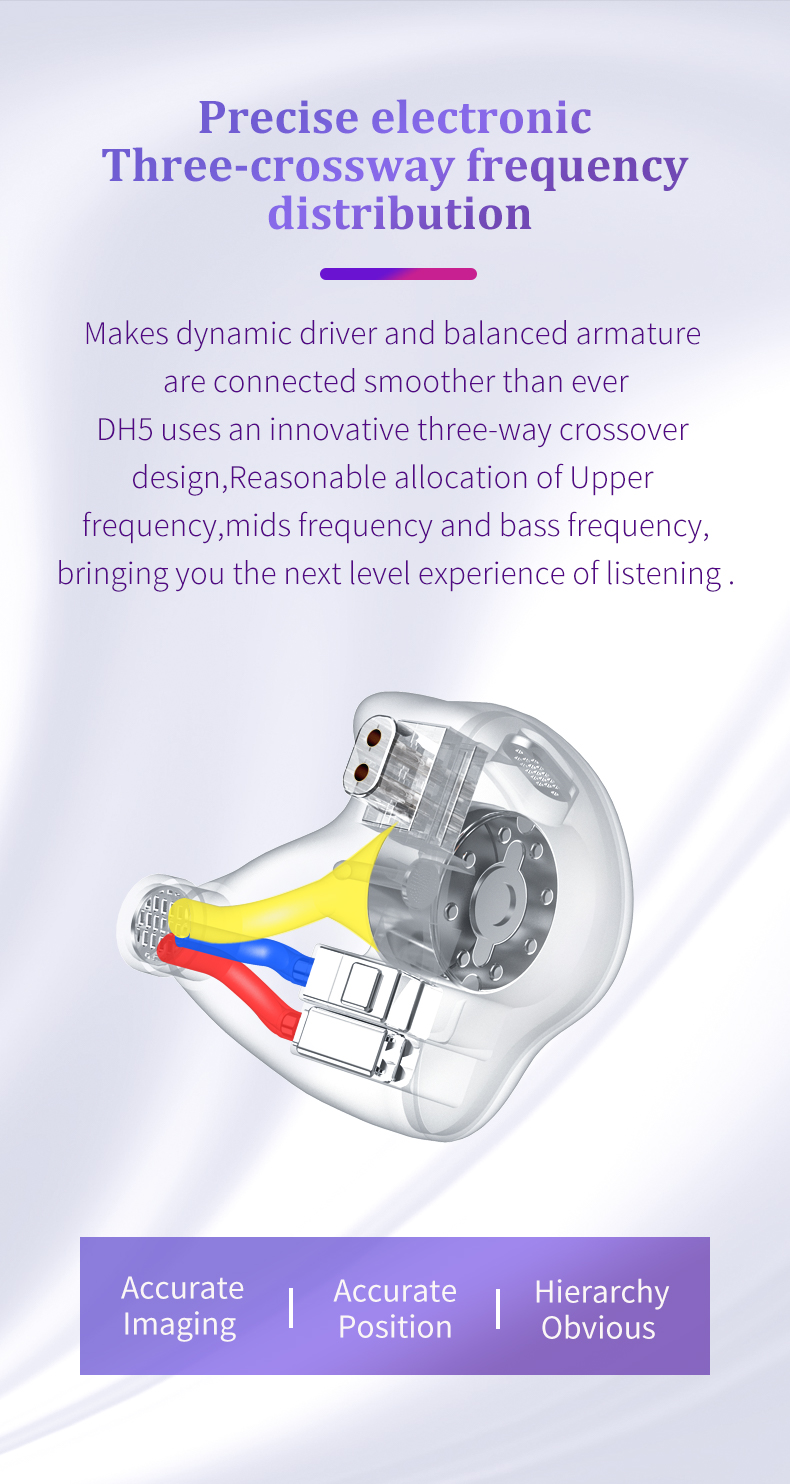 Precise electronic
Three-crossway frequency
distribution
Makes dynamic driver and balanced armature
are connected smoother than ever
DH5 uses an innovative three-way crossover
design,Reasonable allocation of Upper
frequency,mids frequency and bass frequency,
bringing you the next level experience of listening .
Accurate
Imaging
Accurate
Position
Hierarchy
Obvious